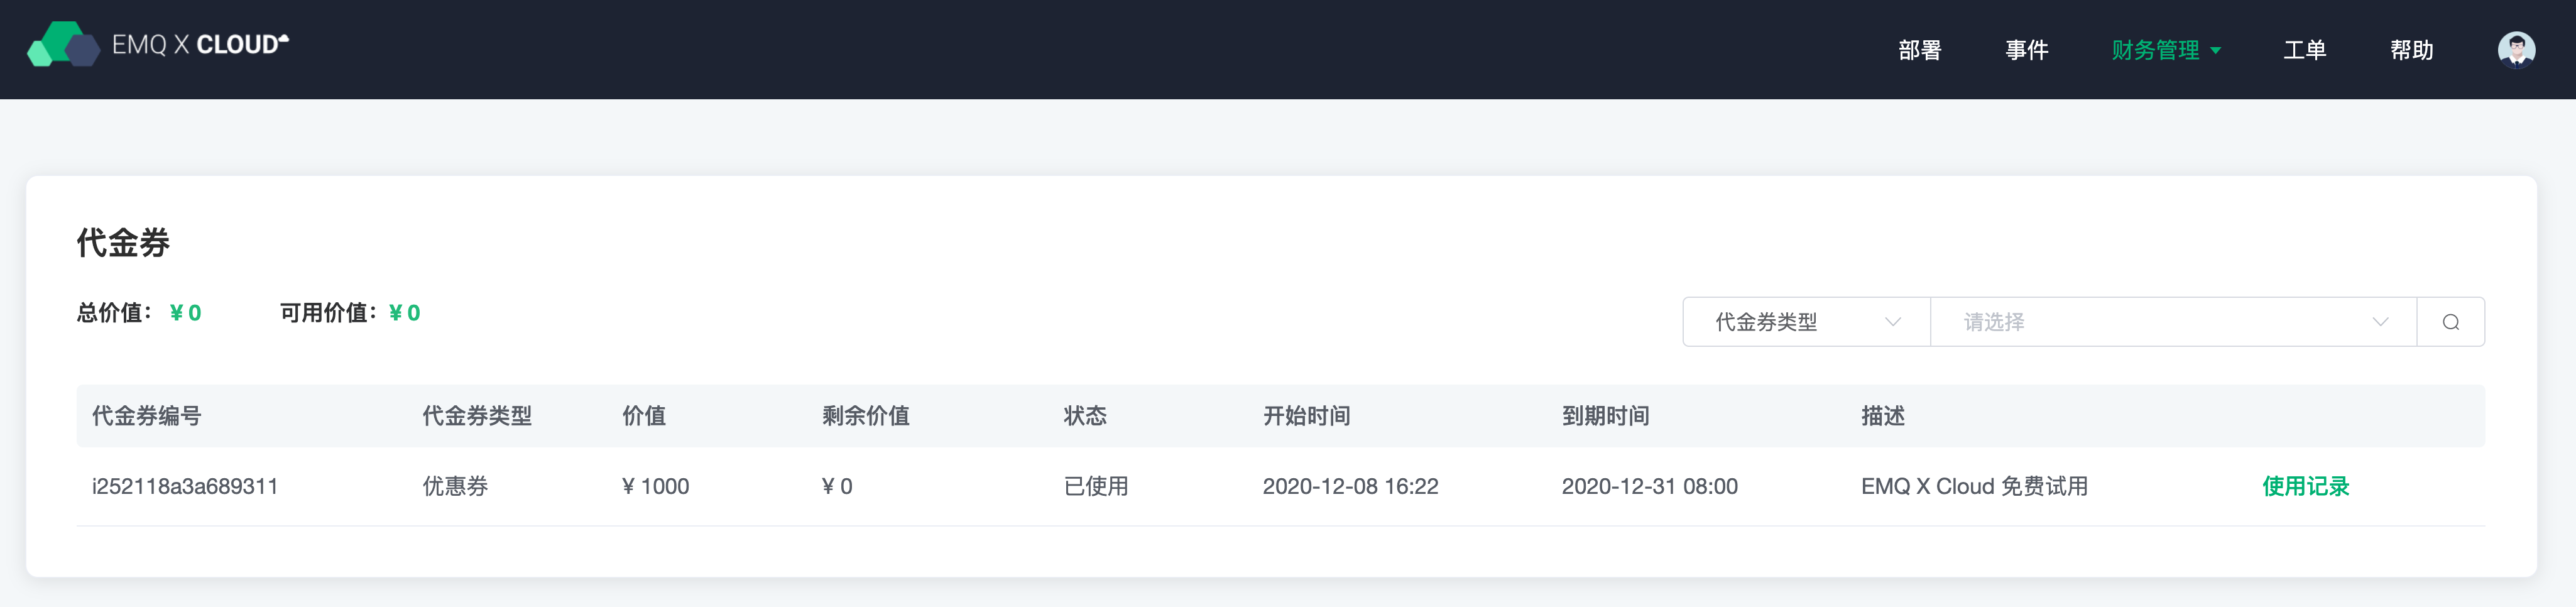 EMQ X CLOUD
部署 事件 财务管理 工单 帮助
代金券
总价值： ¥ 0 可用价值：¥ 0
代金券类型 请选择
代金券编号 代金券类型 价值 剩余价值 状态 开始时间 到期时间 描述
i252118a3a689311 优惠券 ¥ 1000 ¥ 0 已使用 2020-12-08 16:22 2020-12-31 08:00 EMQ X Cloud 免费试用 使用记录